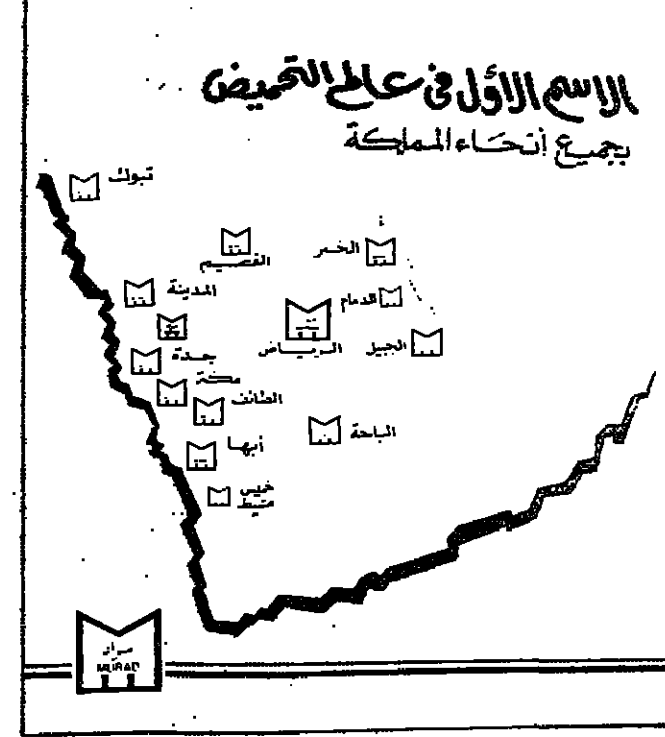 الاسم الأول في عالم التحميض
بجميع أنحاء المملكة
تبوك
الخبر
القصيم
المدينة
الدمام
الرياض
الجبيل
جدة
مكة
الطائف
الباحة
أبها
خميس
مشيط
مراد
MURAD